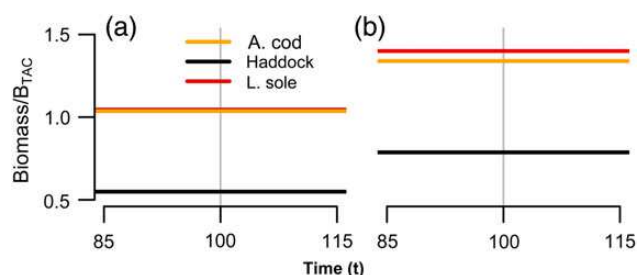 (a)
(b)
1.5
1.0
0.5
Biomass/B_TAC
A. cod
Haddock
L. sole
85 100 115
85 100 115
Time (t)